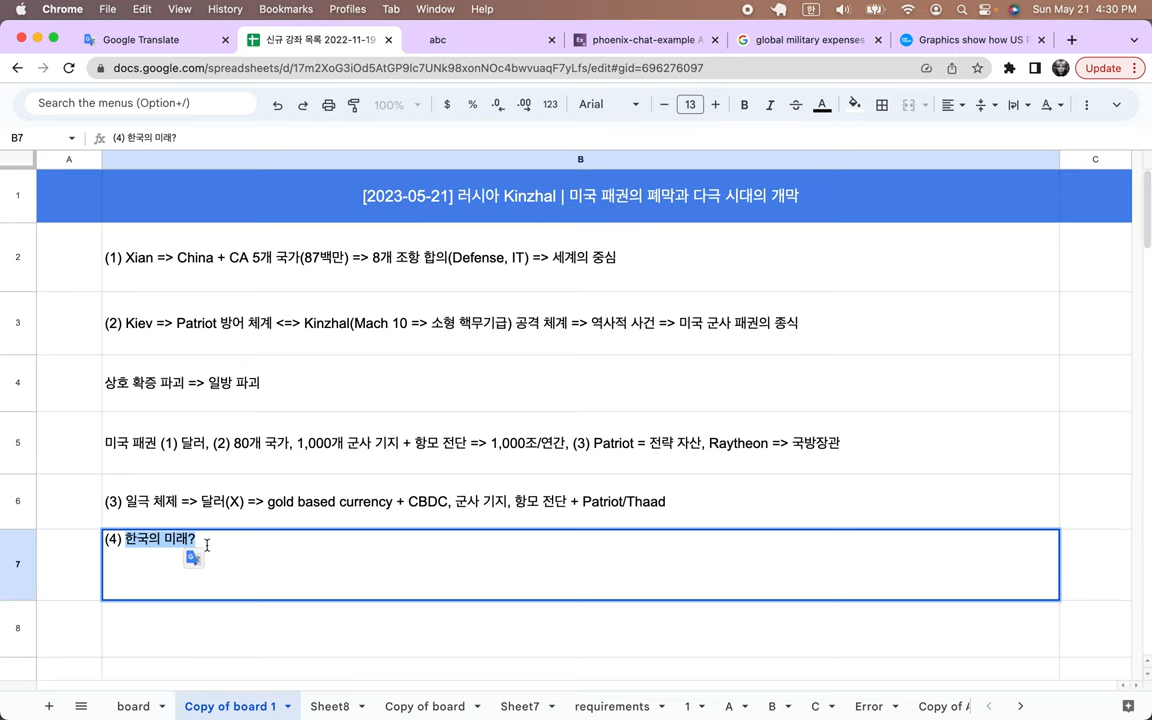 Chrome File Edit View History Bookmarks Profiles Tab Window Help 한 Sun May 21 4:30 PM
Google Translate 신규 강좌 목록 2022-11-19 abc Ex phoenix-chat-example A global military expenses Graphics show how US F
docs.google.com/spreadsheets/d/17m2XoG3iOd5AtGP9lc7UNk98xonNOc4bwvuaqF7yLfs/edit#gid=696276097 Update
Search the menus (Option+/) 100% $ % .0 .00 123 Arial 13 B I S A
B7 fx (4) 한국의 미래?
A B C
1 [2023-05-21] 러시아 Kinzhal | 미국 패권의 폐막과 다극 시대의 개막
2 (1) Xian => China + CA 5개 국가(87백만) => 8개 조항 합의(Defense, IT) => 세계의 중심
3 (2) Kiev => Patriot 방어 체계 <=> Kinzhal(Mach 10 => 소형 핵무기급) 공격 체계 => 역사적 사건 => 미국 군사 패권의 종식
4 상호 확증 파괴 => 일방 파괴
5 미국 패권 (1) 달러, (2) 80개 국가, 1,000개 군사 기지 + 항모 전단 => 1,000조/연간, (3) Patriot = 전략 자산, Raytheon => 국방장관
6 (3) 일극 체제 => 달러(X) => gold based currency + CBDC, 군사 기지, 항모 전단 + Patriot/Thaad
7 (4) 한국의 미래?
8
+ board Copy of board 1 Sheet8 Copy of board Sheet7 requirements 1 A B C Error Copy of A